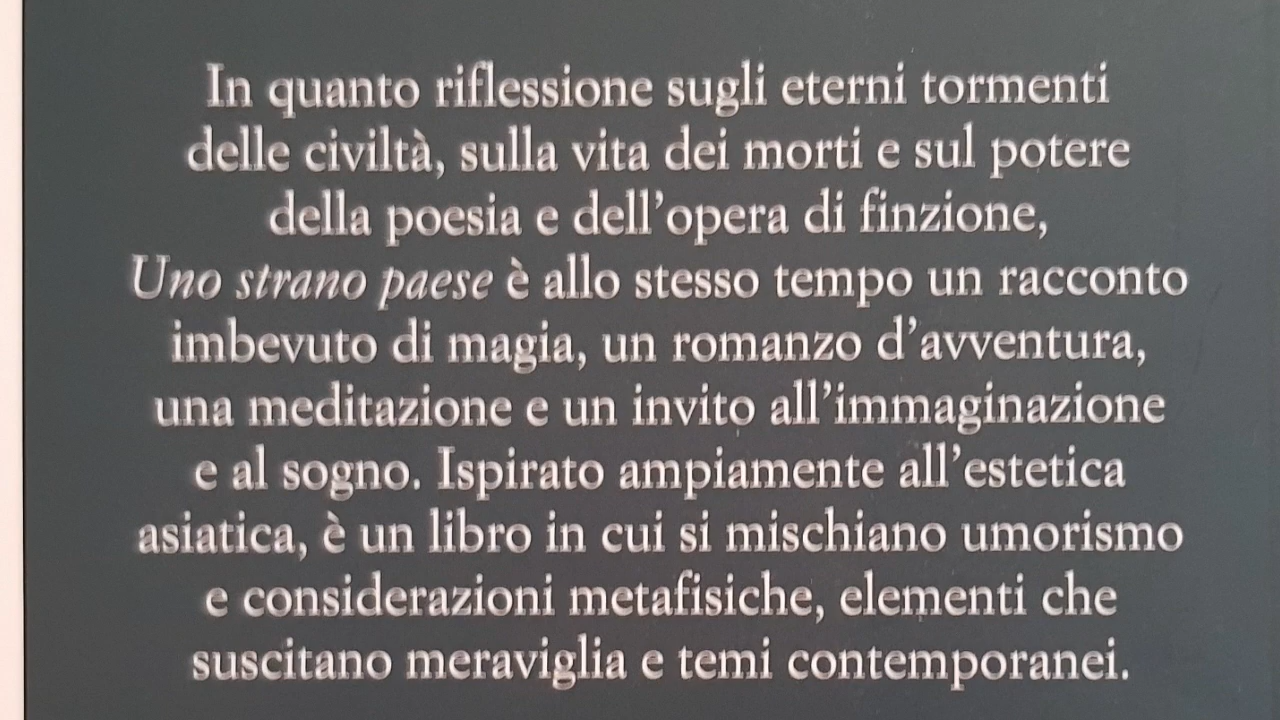 In quanto riflessione sugli eterni tormenti
delle civiltà, sulla vita dei morti e sul potere
della poesia e dell'opera di finzione,
Uno strano paese è allo stesso tempo un racconto
imbevuto di magia, un romanzo d'avventura,
una meditazione e un invito all'immaginazione
e al sogno. Ispirato ampiamente all'estetica
asiatica, è un libro in cui si mischiano umorismo
e considerazioni metafisiche, elementi che
suscitano meraviglia e temi contemporanei.